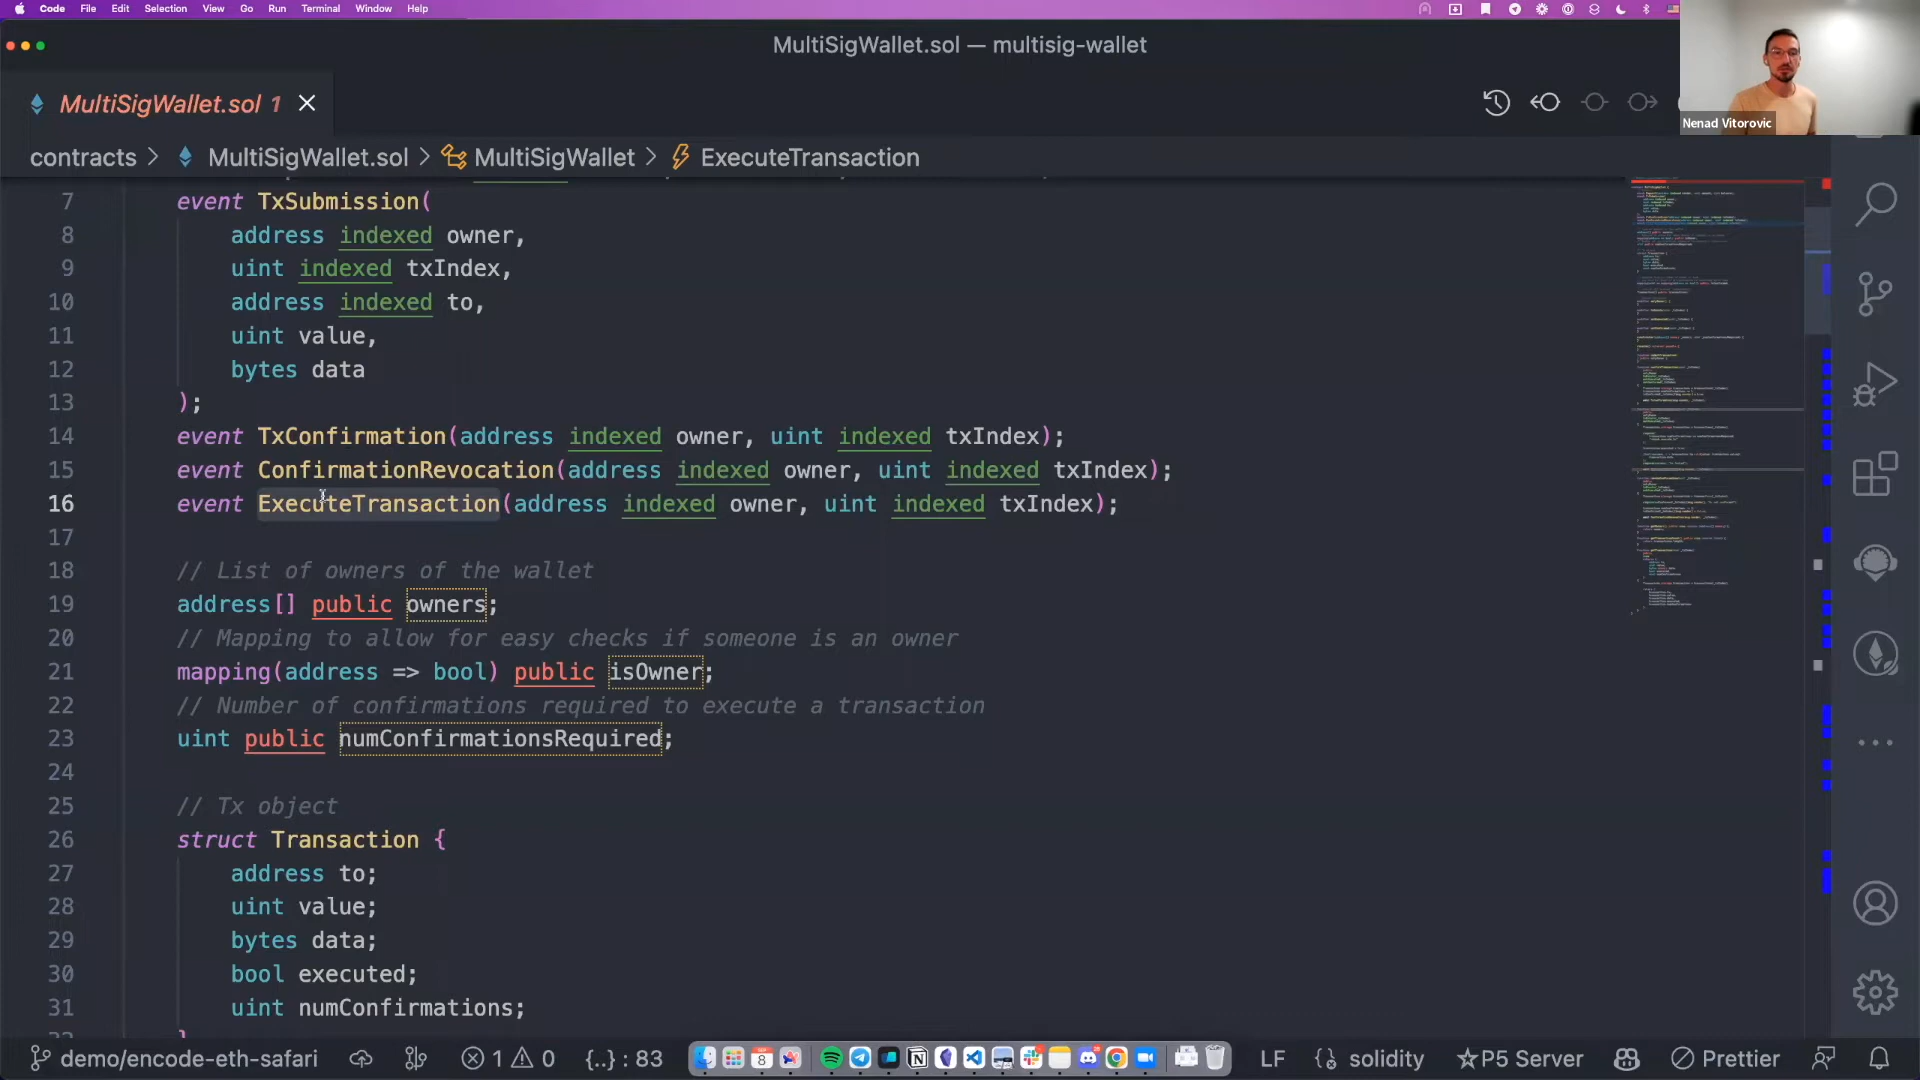 Code File Edit Selection View Go Run Terminal Window Help
MultiSigWallet.sol — multisig-wallet
MultiSigWallet.sol 1
Nenad Vitorovic
contracts > MultiSigWallet.sol > MultiSigWallet > ExecuteTransaction
7 event TxSubmission(
8 address indexed owner,
9 uint indexed txIndex,
10 address indexed to,
11 uint value,
12 bytes data
13 );
14 event TxConfirmation(address indexed owner, uint indexed txIndex);
15 event ConfirmationRevocation(address indexed owner, uint indexed txIndex);
16 event ExecuteTransaction(address indexed owner, uint indexed txIndex);
17
18 // List of owners of the wallet
19 address[] public owners;
20 // Mapping to allow for easy checks if someone is an owner
21 mapping(address => bool) public isOwner;
22 // Number of confirmations required to execute a transaction
23 uint public numConfirmationsRequired;
24
25 // Tx object
26 struct Transaction {
27 address to;
28 uint value;
29 bytes data;
30 bool executed;
31 uint numConfirmations;
demo/encode-eth-safari 1 0 {..} : 83 8 LF solidity P5 Server Prettier